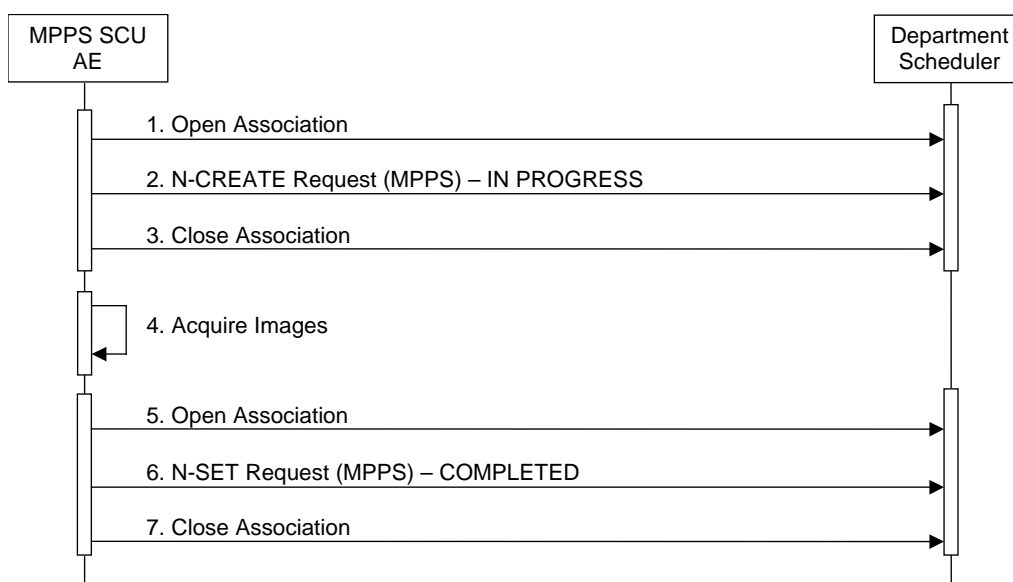 MPPS SCU
AE
Department
Scheduler
1. Open Association
2. N-CREATE Request (MPPS) – IN PROGRESS
3. Close Association
4. Acquire Images
5. Open Association
6. N-SET Request (MPPS) – COMPLETED
7. Close Association